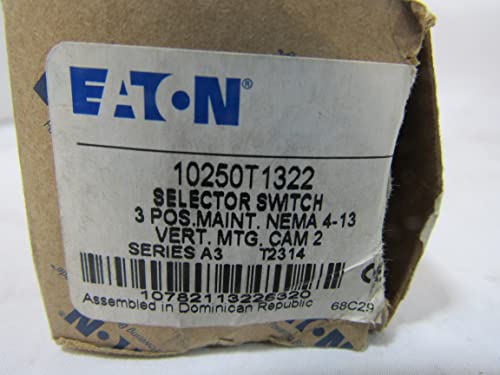 EATON®
10250T1322
SELECTOR SWITCH
3 POS.MAINT. NEMA 4-13
VERT. MTG. CAM 2
SERIES A3 T2314
10782113226320
Assembled in Dominican Republic
68C29